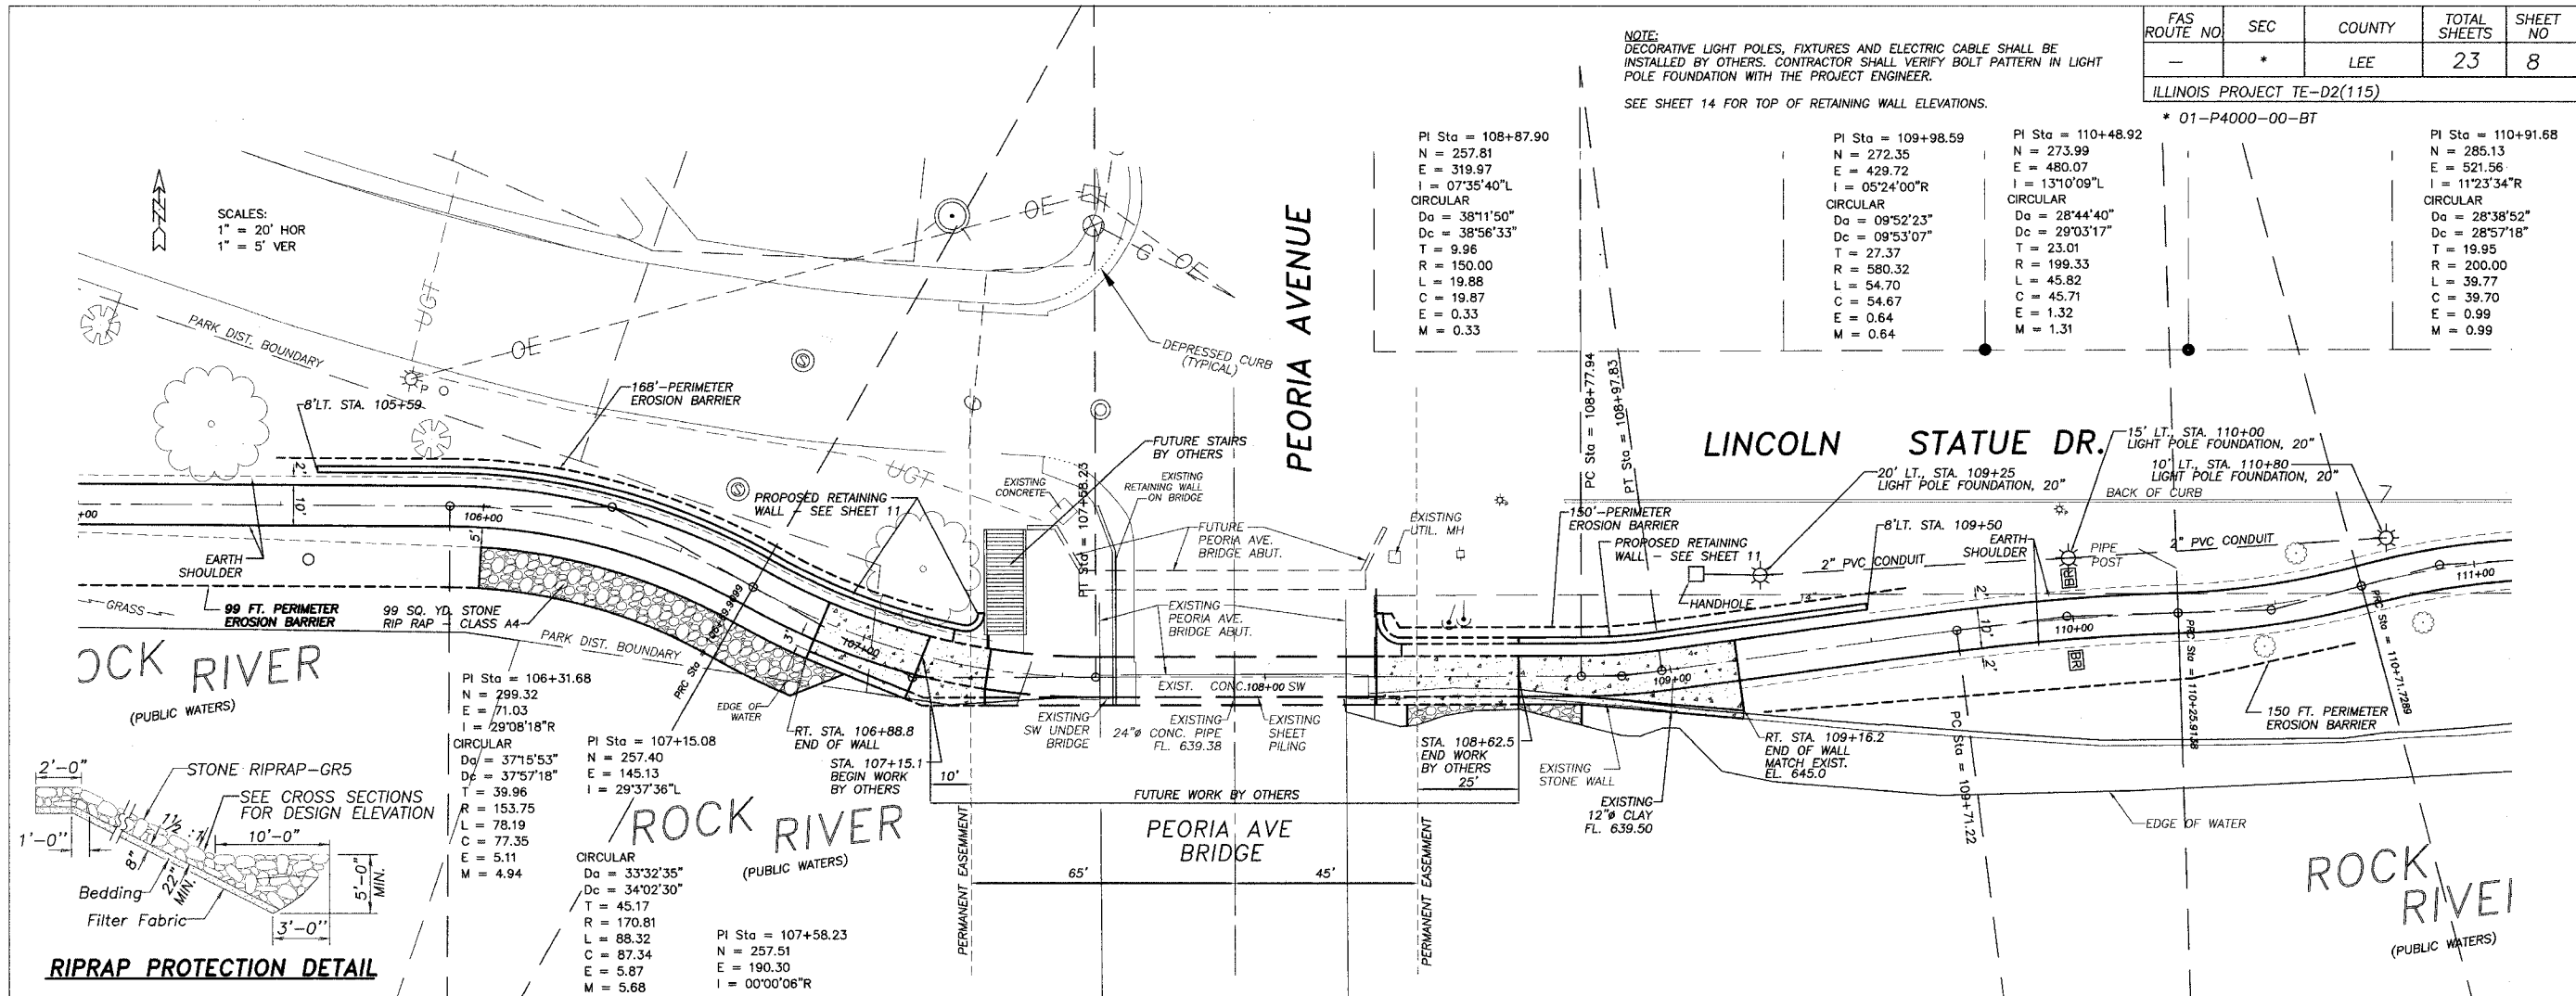 FAS ROUTE NO
SEC
COUNTY
TOTAL SHEETS
SHEET NO
—
*
LEE
23
8
ILLINOIS PROJECT TE-D2(115)
* 01-P4000-00-BT
NOTE:
DECORATIVE LIGHT POLES, FIXTURES AND ELECTRIC CABLE SHALL BE
INSTALLED BY OTHERS. CONTRACTOR SHALL VERIFY BOLT PATTERN IN LIGHT
POLE FOUNDATION WITH THE PROJECT ENGINEER.
SEE SHEET 14 FOR TOP OF RETAINING WALL ELEVATIONS.
SCALES:
1" = 20' HOR
1" = 5' VER
PI Sta = 108+87.90
N = 257.81
E = 319.97
I = 07°35'40"L
CIRCULAR
Da = 38°11'50"
Dc = 38°56'33"
T = 9.96
R = 150.00
L = 19.88
C = 19.87
E = 0.33
M = 0.33
PI Sta = 109+98.59
N = 272.35
E = 429.72
I = 05°24'00"R
CIRCULAR
Da = 09°52'23"
Dc = 09°53'07"
T = 27.37
R = 580.32
L = 54.70
C = 54.67
E = 0.64
M = 0.64
PI Sta = 110+48.92
N = 273.99
E = 480.07
I = 13°10'09"L
CIRCULAR
Da = 28°44'40"
Dc = 29°03'17"
T = 23.01
R = 199.33
L = 45.82
C = 45.71
E = 1.32
M = 1.31
PI Sta = 110+91.68
N = 285.13
E = 521.56
I = 11°23'34"R
CIRCULAR
Da = 28°38'52"
Dc = 28°57'18"
T = 19.95
R = 200.00
L = 39.77
C = 39.70
E = 0.99
M = 0.99
PEORIA AVENUE
LINCOLN STATUE DR.
OE
G
OE
OE
UGT
UGT
PARK DIST. BOUNDARY
DEPRESSED CURB
(TYPICAL)
168'-PERIMETER
EROSION BARRIER
8'LT. STA. 105+59
P
S
S
2'
10'
5'
+00
106+00
EARTH
SHOULDER
GRASS
99 FT. PERIMETER
EROSION BARRIER
99 SQ. YD. STONE
RIP RAP - CLASS A4
PARK DIST. BOUNDARY
PROPOSED RETAINING
WALL - SEE SHEET 11
FUTURE STAIRS
BY OTHERS
EXISTING
CONCRETE
EXISTING
RETAINING WALL
ON BRIDGE
PT Sta = 107+58.23
FUTURE
PEORIA AVE.
BRIDGE ABUT.
EXISTING
PEORIA AVE.
BRIDGE ABUT.
EXISTING
UTIL. MH
PC Sta = 108+77.94
PT Sta = 108+97.83
150'-PERIMETER
EROSION BARRIER
PROPOSED RETAINING
WALL - SEE SHEET 11
20' LT., STA. 109+25
LIGHT POLE FOUNDATION, 20"
15' LT., STA. 110+00
LIGHT POLE FOUNDATION, 20"
10' LT., STA. 110+80
LIGHT POLE FOUNDATION, 20"
BACK OF CURB
8'LT. STA. 109+50
EARTH
SHOULDER
2" PVC CONDUIT
PIPE
POST
2" PVC CONDUIT
HANDHOLE
BR
BR
2'
10'
2'
3'
107+00
EXIST. CONC. 108+00 SW
109+00
110+00
111+00
EDGE OF
WATER
RT. STA. 106+88.8
END OF WALL
STA. 107+15.1
BEGIN WORK
BY OTHERS
10'
EXISTING
SW UNDER
BRIDGE
EXISTING
24"ø CONC. PIPE
FL. 639.38
EXISTING
SHEET
PILING
STA. 108+62.5
END WORK
BY OTHERS
25'
EXISTING
STONE WALL
EXISTING
12"ø CLAY
FL. 639.50
RT. STA. 109+16.2
END OF WALL
MATCH EXIST.
EL. 645.0
PC Sta = 109+71.22
PRC Sta = 110+25.9138
PRC Sta = 110+71.7289
150 FT. PERIMETER
EROSION BARRIER
EDGE OF WATER
FUTURE WORK BY OTHERS
PEORIA AVE
BRIDGE
65'
45'
PERMANENT EASEMMENT
PERMANENT EASEMMENT
OCK RIVER
(PUBLIC WATERS)
ROCK RIVER
(PUBLIC WATERS)
ROCK
RIVE
(PUBLIC WATERS)
PI Sta = 106+31.68
N = 299.32
E = 71.03
I = 29°08'18"R
CIRCULAR
Da = 37°15'53"
Dc = 37°57'18"
T = 39.96
R = 153.75
L = 78.19
C = 77.35
E = 5.11
M = 4.94
PI Sta = 107+15.08
N = 257.40
E = 145.13
I = 29°37'36"L
CIRCULAR
Da = 33°32'35"
Dc = 34°02'30"
T = 45.17
R = 170.81
L = 88.32
C = 87.34
E = 5.87
M = 5.68
PI Sta = 107+58.23
N = 257.51
E = 190.30
I = 00°00'06"R
2'-0"
STONE RIPRAP-GR5
SEE CROSS SECTIONS
FOR DESIGN ELEVATION
1½ :1
10'-0"
1'-0"
8"
22"
MIN.
5'-0"
MIN.
Bedding
Filter Fabric
3'-0"
RIPRAP PROTECTION DETAIL